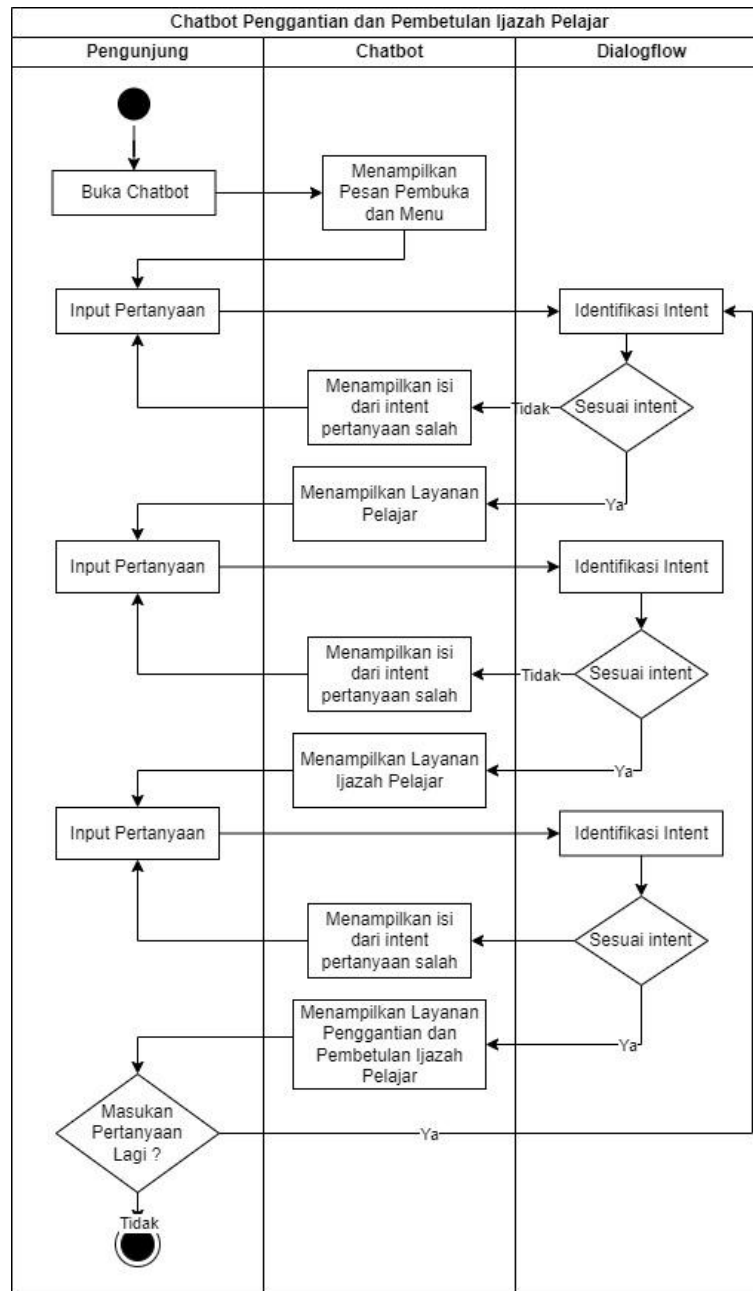 Chatbot Penggantian dan Pembetulan Ijazah Pelajar
Pengunjung
Chatbot
Dialogflow
Buka Chatbot
Menampilkan
Pesan Pembuka
dan Menu
Input Pertanyaan
Identifikasi Intent
Menampilkan isi
dari intent
pertanyaan salah
Tidak
Sesuai intent
Menampilkan Layanan
Pelajar
Ya
Input Pertanyaan
Identifikasi Intent
Menampilkan isi
dari intent
pertanyaan salah
Tidak
Sesuai intent
Menampilkan Layanan
Ijazah Pelajar
Ya
Input Pertanyaan
Identifikasi Intent
Menampilkan isi
dari intent
pertanyaan salah
Sesuai intent
Menampilkan Layanan
Penggantian dan
Pembetulan Ijazah
Pelajar
Ya
Masukan
Pertanyaan
Lagi ?
Ya
Tidak